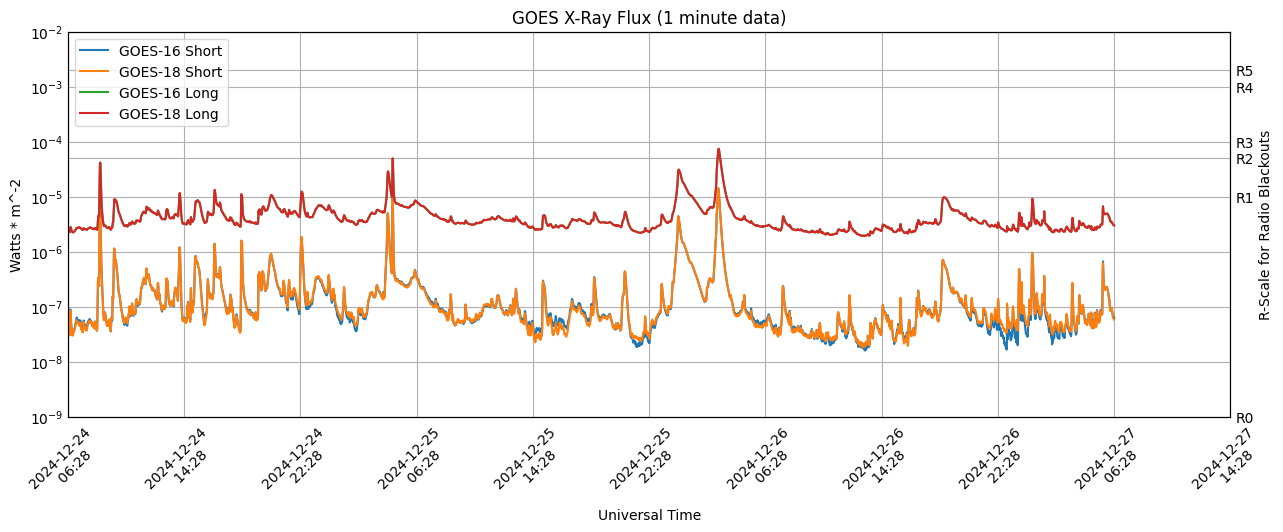 GOES X-Ray Flux (1 minute data)
GOES-16 Short
GOES-18 Short
GOES-16 Long
GOES-18 Long
10^-2
10^-3
10^-4
10^-5
10^-6
10^-7
10^-8
10^-9
Watts * m^-2
R5
R4
R3
R2
R1
R0
R-Scale for Radio Blackouts
2024-12-24
06:28
2024-12-24
14:28
2024-12-24
22:28
2024-12-25
06:28
2024-12-25
14:28
2024-12-25
22:28
2024-12-26
06:28
2024-12-26
14:28
2024-12-26
22:28
2024-12-27
06:28
2024-12-27
14:28
Universal Time